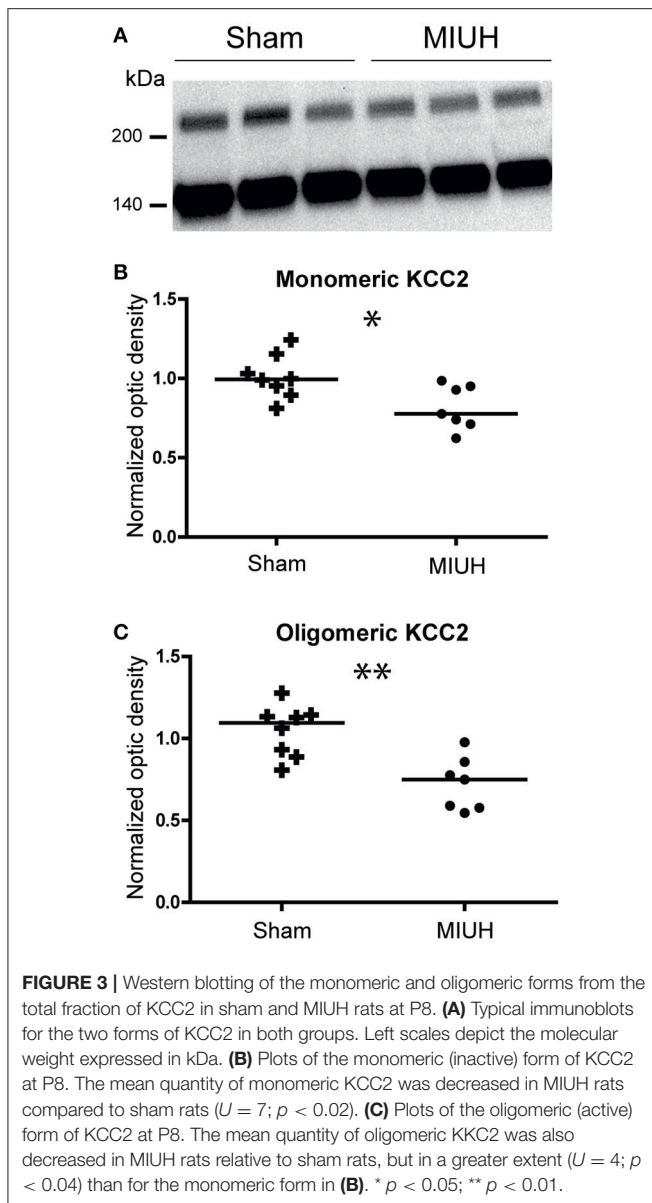 A
Sham MIUH
kDa
200
140
B
Monomeric KCC2
*
1.5
1.0
0.5
0.0
Normalized optic density
Sham MIUH
C
Oligomeric KCC2
**
1.5
1.0
0.5
0.0
Normalized optic density
Sham MIUH
FIGURE 3 | Western blotting of the monomeric and oligomeric forms from the
total fraction of KCC2 in sham and MIUH rats at P8. (A) Typical immunoblots
for the two forms of KCC2 in both groups. Left scales depict the molecular
weight expressed in kDa. (B) Plots of the monomeric (inactive) form of KCC2
at P8. The mean quantity of monomeric KCC2 was decreased in MIUH rats
compared to sham rats (U = 7; p < 0.02). (C) Plots of the oligomeric (active)
form of KCC2 at P8. The mean quantity of oligomeric KKC2 was also
decreased in MIUH rats relative to sham rats, but in a greater extent (U = 4; p
< 0.04) than for the monomeric form in (B). * p < 0.05; ** p < 0.01.